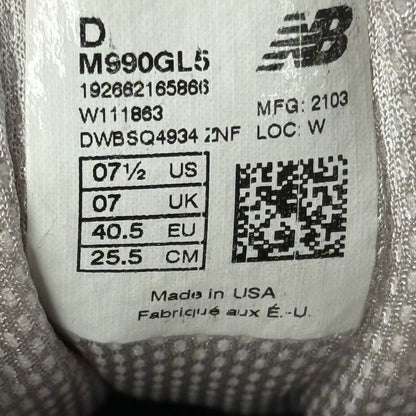 D
NB
M990GL5
192662165866
W111863
MFG: 2103
DWBSQ4934 2NF LOC: W
07½ US
07 UK
40.5 EU
25.5 CM
Made in USA
Fabriqué aux É.-U.